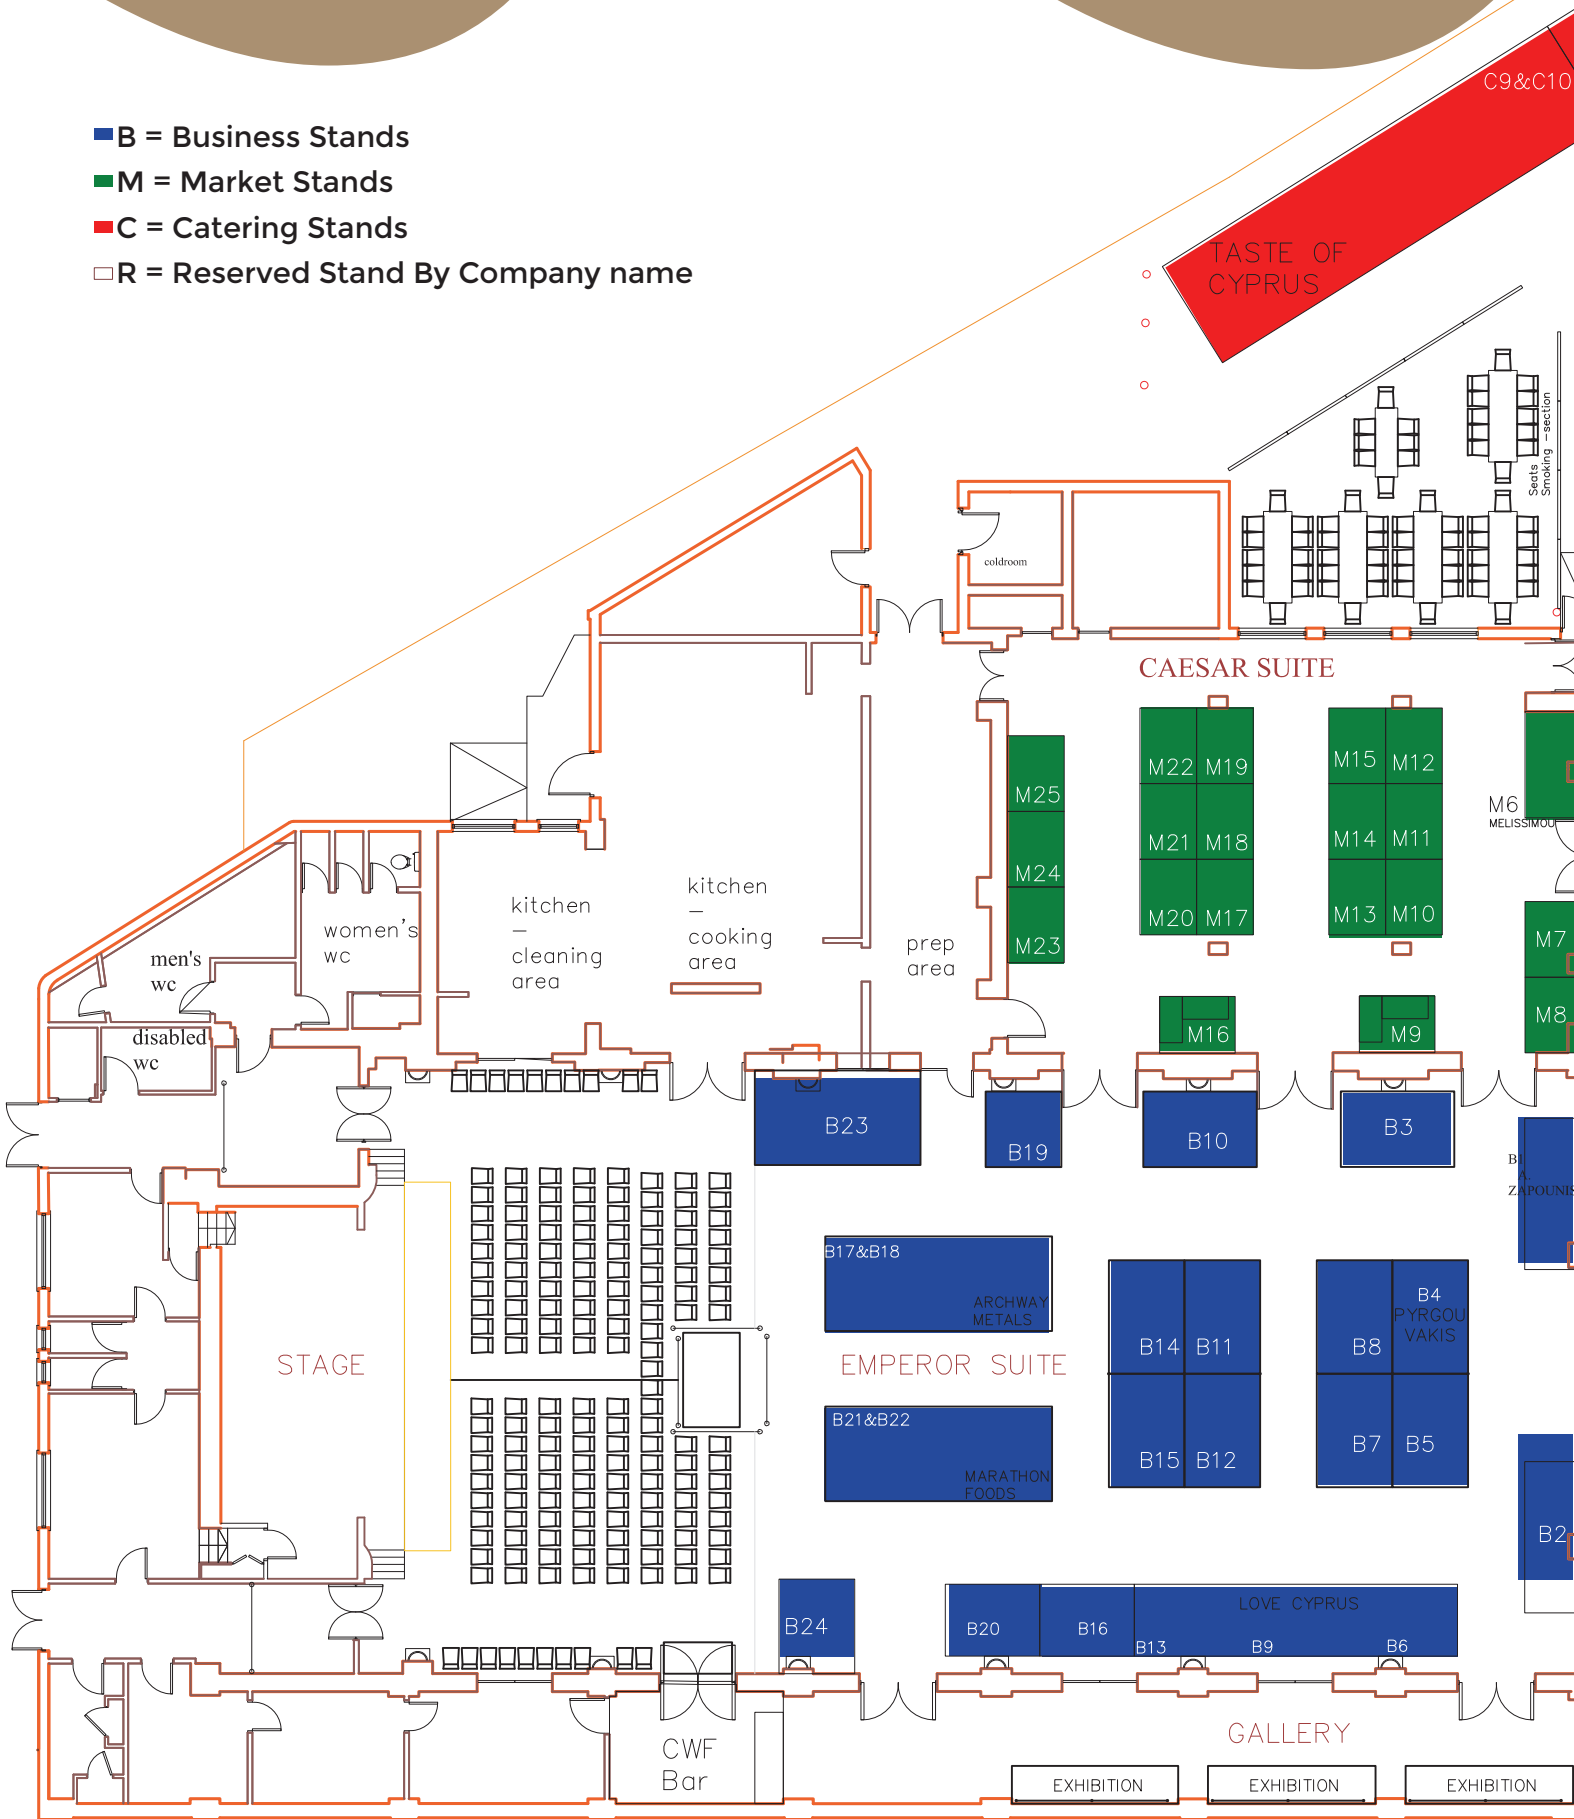 B = Business Stands
M = Market Stands
C = Catering Stands
R = Reserved Stand By Company name
C9&C10
TASTE OF
CYPRUS
Seats
Smoking - section
coldroom
CAESAR SUITE
M22 M19
M15 M12
M25
M6
MELISSIMOU
M21 M18
M14 M11
M24
M20 M17
M13 M10
M23
M7
M16
M9
M8
kitchen
–
cleaning
area
kitchen
–
cooking
area
prep
area
women's
wc
men's
wc
disabled
wc
B23
B19
B10
B3
B1
A.
ZAPOUNIS
B17&B18
ARCHWAY
METALS
B4
PYRGOU
VAKIS
B14 B11
B8
STAGE
EMPEROR SUITE
B21&B22
MARATHON
FOODS
B15 B12
B7 B5
B2
B24
B20
B16
B13
LOVE CYPRUS
B9
B6
GALLERY
CWF
Bar
EXHIBITION
EXHIBITION
EXHIBITION